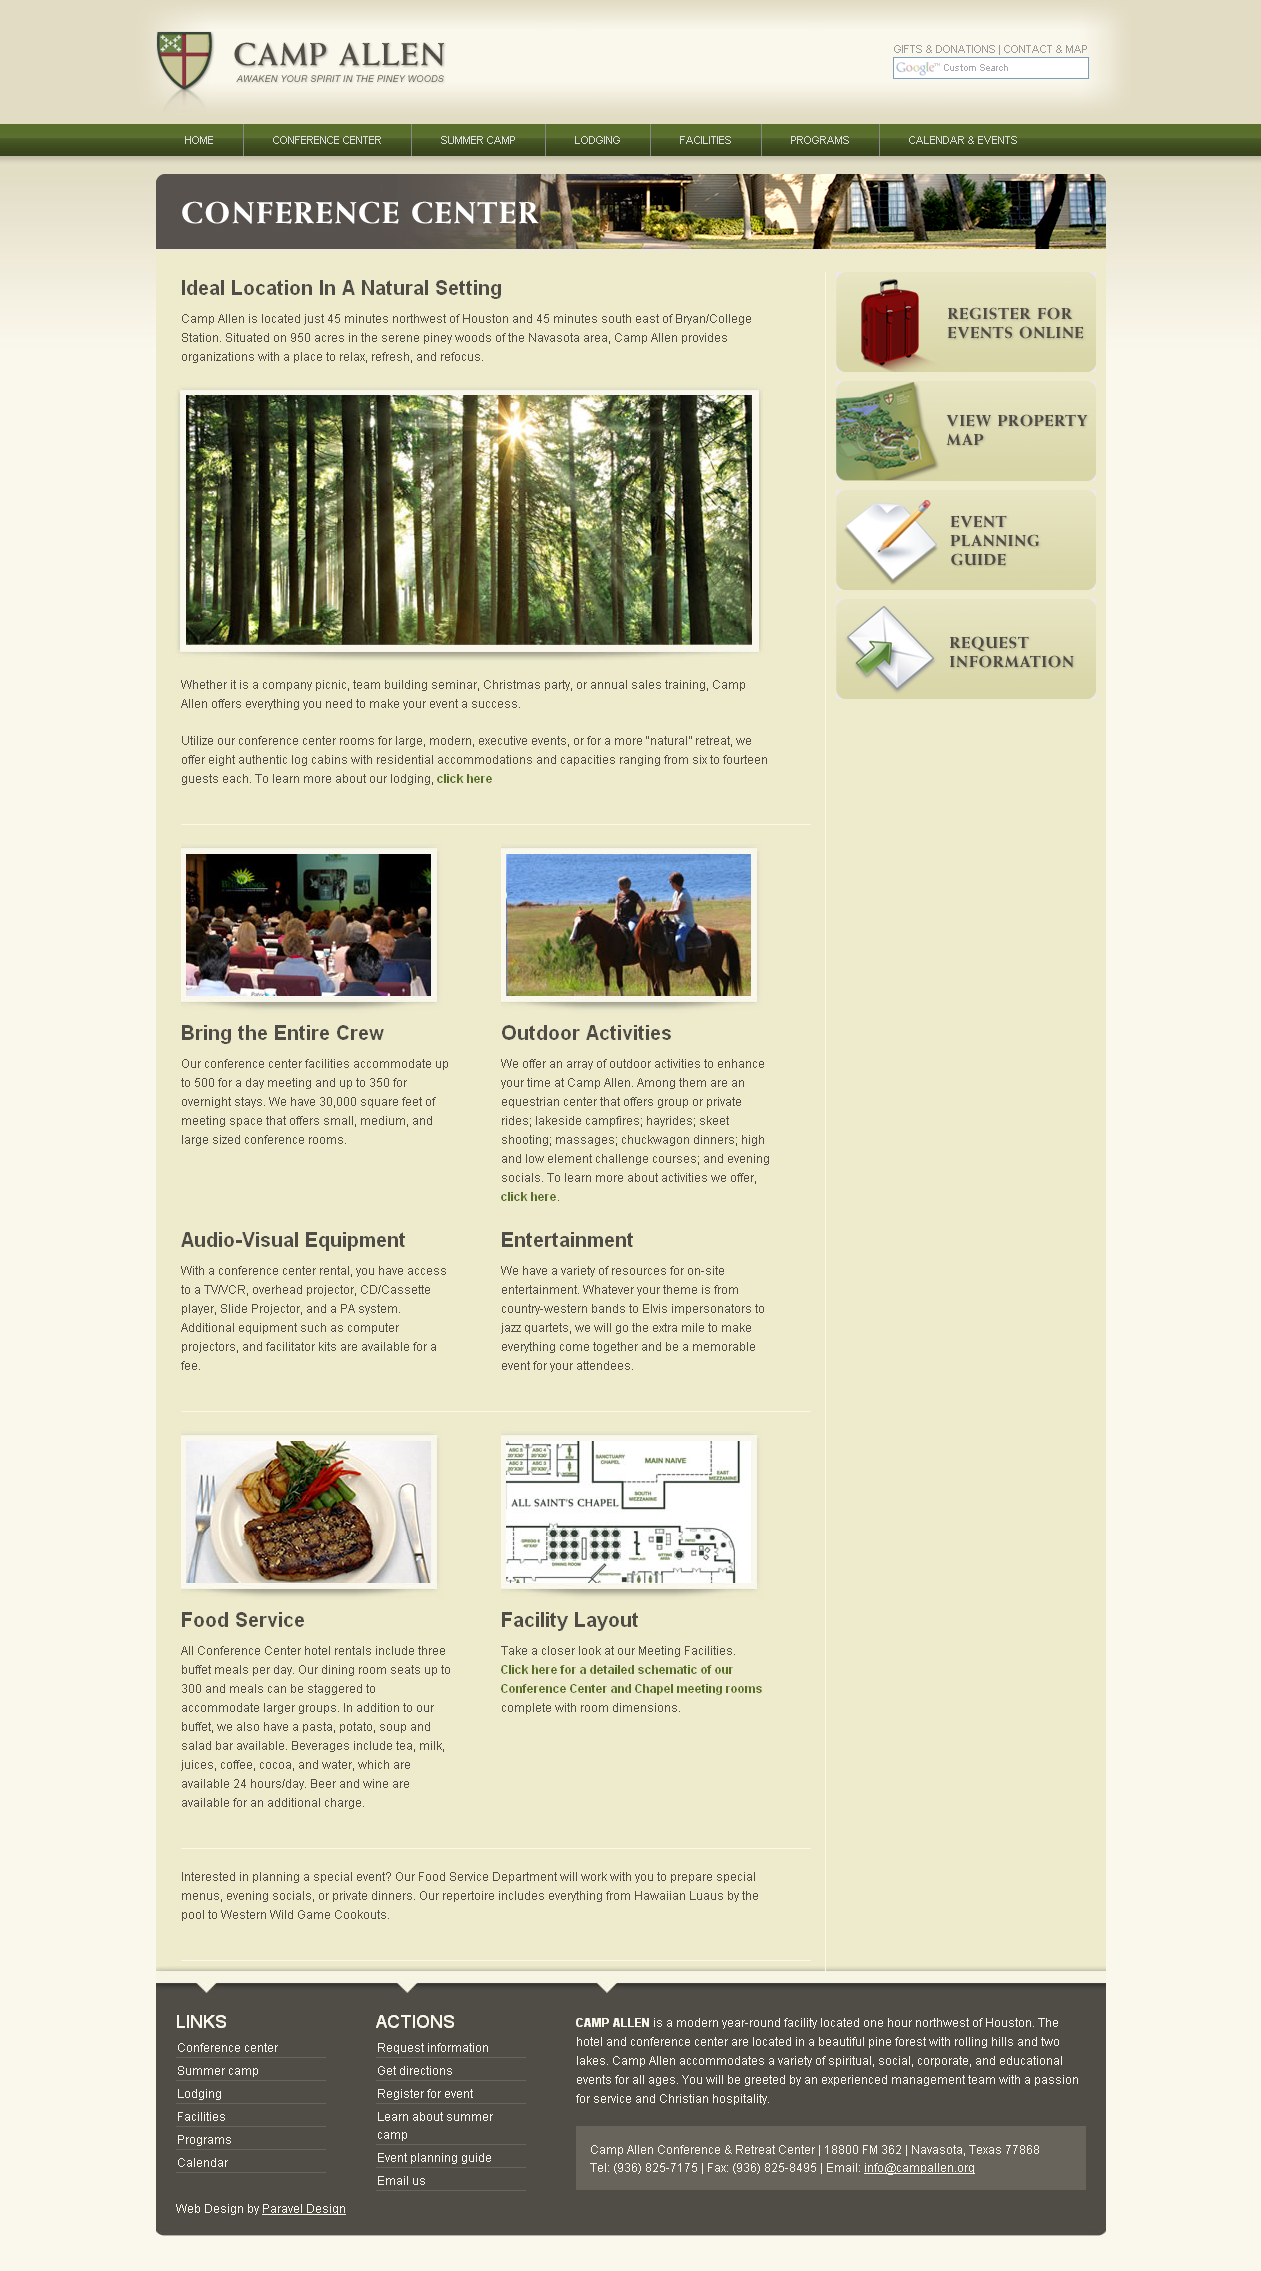 CAMP ALLEN
AWAKEN YOUR SPIRIT IN THE PINEY WOODS
GIFTS & DONATIONS | CONTACT & MAP
Google™ Custom Search
HOME
CONFERENCE CENTER
SUMMER CAMP
LODGING
FACILITIES
PROGRAMS
CALENDAR & EVENTS
CONFERENCE CENTER
Ideal Location In A Natural Setting
Camp Allen is located just 45 minutes northwest of Houston and 45 minutes south east of Bryan/College
Station. Situated on 950 acres in the serene piney woods of the Navasota area, Camp Allen provides
organizations with a place to relax, refresh, and refocus.
REGISTER FOR
EVENTS ONLINE
VIEW PROPERTY
MAP
EVENT
PLANNING
GUIDE
REQUEST
INFORMATION
Whether it is a company picnic, team building seminar, Christmas party, or annual sales training, Camp
Allen offers everything you need to make your event a success.
Utilize our conference center rooms for large, modern, executive events, or for a more "natural" retreat, we
offer eight authentic log cabins with residential accommodations and capacities ranging from six to fourteen
guests each. To learn more about our lodging, click here
Bring the Entire Crew
Our conference center facilities accommodate up
to 500 for a day meeting and up to 350 for
overnight stays. We have 30,000 square feet of
meeting space that offers small, medium, and
large sized conference rooms.
Outdoor Activities
We offer an array of outdoor activities to enhance
your time at Camp Allen. Among them are an
equestrian center that offers group or private
rides; lakeside campfires; hayrides; skeet
shooting; massages; chuckwagon dinners; high
and low element challenge courses; and evening
socials. To learn more about activities we offer,
click here.
Audio-Visual Equipment
With a conference center rental, you have access
to a TV/VCR, overhead projector, CD/Cassette
player, Slide Projector, and a PA system.
Additional equipment such as computer
projectors, and facilitator kits are available for a
fee.
Entertainment
We have a variety of resources for on-site
entertainment. Whatever your theme is from
country-western bands to Elvis impersonators to
jazz quartets, we will go the extra mile to make
everything come together and be a memorable
event for your attendees.
ASC 5
20'X30'
ASC 4
20'X30'
ASC 3
20'X30'
ASC 2
20'X30'
SANCTUARY
CHAPEL
MAIN NAIVE
EAST
MEZZANINE
SOUTH
MEZZANINE
ALL SAINT'S CHAPEL
DINING ROOM
Food Service
All Conference Center hotel rentals include three
buffet meals per day. Our dining room seats up to
300 and meals can be staggered to
accommodate larger groups. In addition to our
buffet, we also have a pasta, potato, soup and
salad bar available. Beverages include tea, milk,
juices, coffee, cocoa, and water, which are
available 24 hours/day. Beer and wine are
available for an additional charge.
Facility Layout
Take a closer look at our Meeting Facilities.
Click here for a detailed schematic of our
Conference Center and Chapel meeting rooms
complete with room dimensions.
Interested in planning a special event? Our Food Service Department will work with you to prepare special
menus, evening socials, or private dinners. Our repertoire includes everything from Hawaiian Luaus by the
pool to Western Wild Game Cookouts.
LINKS
Conference center
Summer camp
Lodging
Facilities
Programs
Calendar
ACTIONS
Request information
Get directions
Register for event
Learn about summer
camp
Event planning guide
Email us
CAMP ALLEN is a modern year-round facility located one hour northwest of Houston. The
hotel and conference center are located in a beautiful pine forest with rolling hills and two
lakes. Camp Allen accommodates a variety of spiritual, social, corporate, and educational
events for all ages. You will be greeted by an experienced management team with a passion
for service and Christian hospitality.
Camp Allen Conference & Retreat Center | 18800 FM 362 | Navasota, Texas 77868
Tel: (936) 825-7175 | Fax: (936) 825-8495 | Email: info@campallen.org
Web Design by Paravel Design